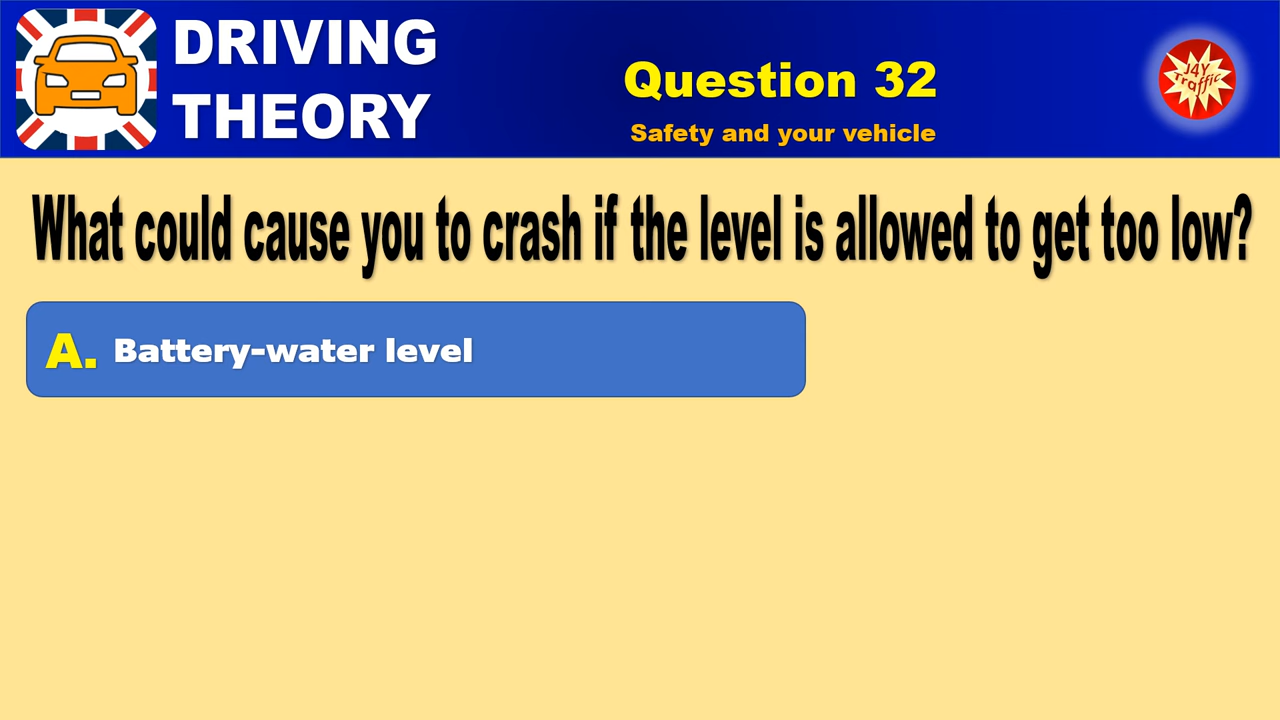 DRIVING
THEORY
Question 32
Safety and your vehicle
J4Y
Traffic
What could cause you to crash if the level is allowed to get too low?
A. Battery-water level